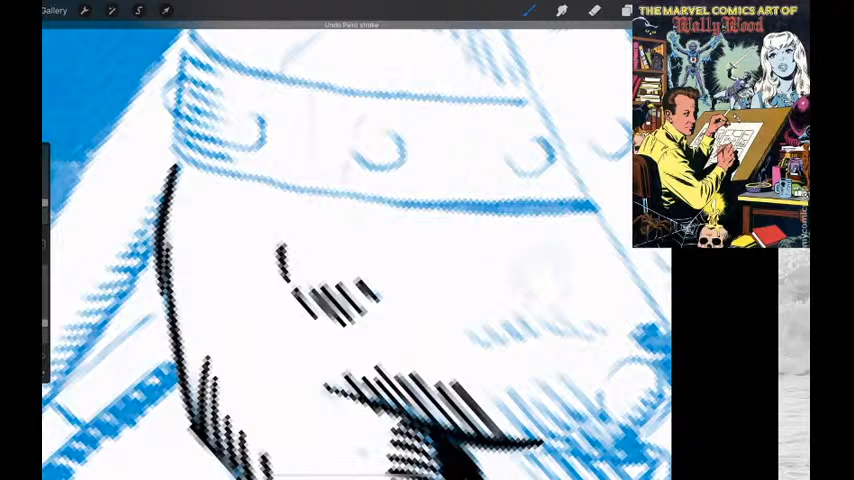 Gallery
Undo Paint stroke
THE MARVEL COMICS ART OF
Wally Wood